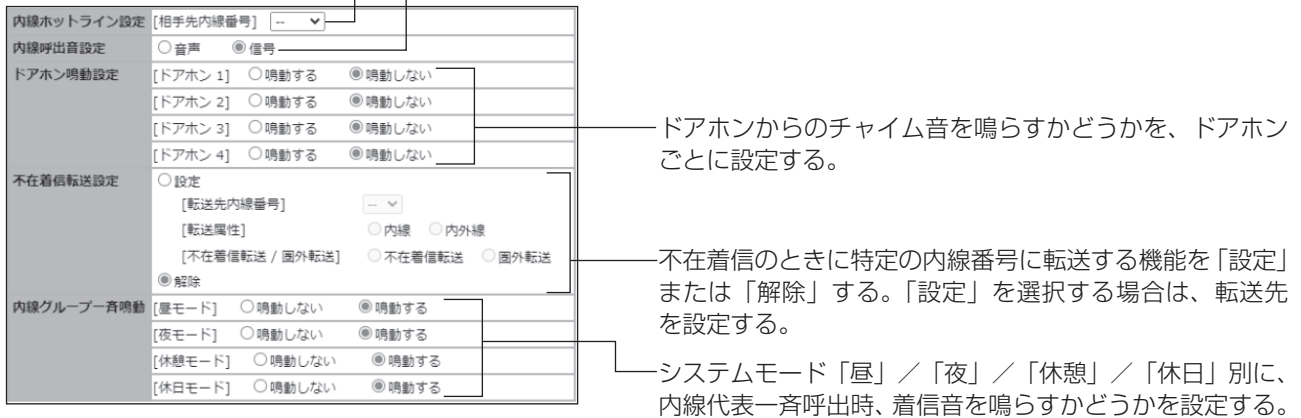 内線ホットライン設定 [相手先内線番号] --
内線呼出音設定 音声 信号
ドアホン鳴動設定 [ドアホン 1] 鳴動する 鳴動しない
[ドアホン 2] 鳴動する 鳴動しない
[ドアホン 3] 鳴動する 鳴動しない
[ドアホン 4] 鳴動する 鳴動しない
ドアホンからのチャイム音を鳴らすかどうかを、ドアホン
ごとに設定する。
不在着信転送設定 設定
[転送先内線番号] --
[転送属性] 内線 内外線
[不在着信転送 / 圏外転送] 不在着信転送 圏外転送
解除
不在着信のときに特定の内線番号に転送する機能を「設定」
または「解除」する。「設定」を選択する場合は、転送先
を設定する。
内線グループ一斉鳴動 [昼モード] 鳴動しない 鳴動する
[夜モード] 鳴動しない 鳴動する
[休憩モード] 鳴動しない 鳴動する
[休日モード] 鳴動しない 鳴動する
システムモード「昼」／「夜」／「休憩」／「休日」別に、
内線代表一斉呼出時、着信音を鳴らすかどうかを設定する。